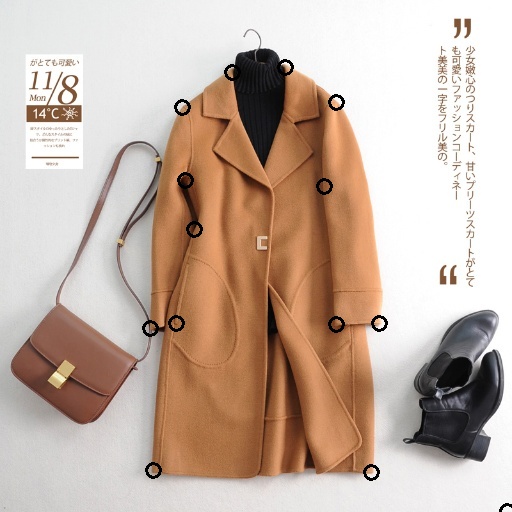 がとても可愛い
11/8
Mon
14°C
少女嫩心のつりスカート、甘いプリーツスカートがとて
も可愛いファッションコーディネー
ト美美の一字をフリル美の。